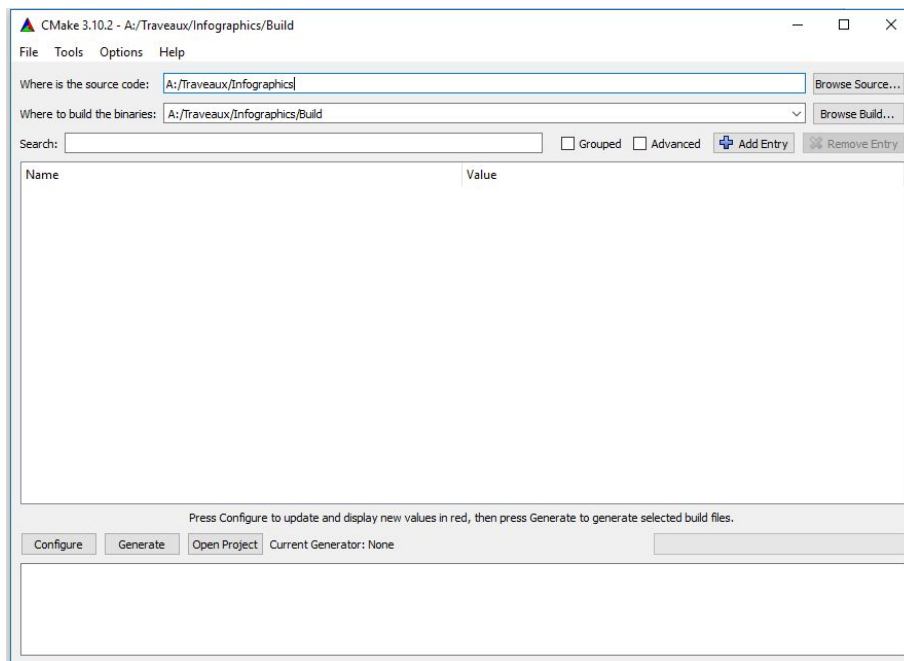 CMake 3.10.2 - A:/Traveaux/Infographics/Build
File Tools Options Help
Where is the source code: A:/Traveaux/Infographics Browse Source...
Where to build the binaries: A:/Traveaux/Infographics/Build Browse Build...
Search: Grouped Advanced Add Entry Remove Entry
Name Value
Press Configure to update and display new values in red, then press Generate to generate selected build files.
Configure Generate Open Project Current Generator: None